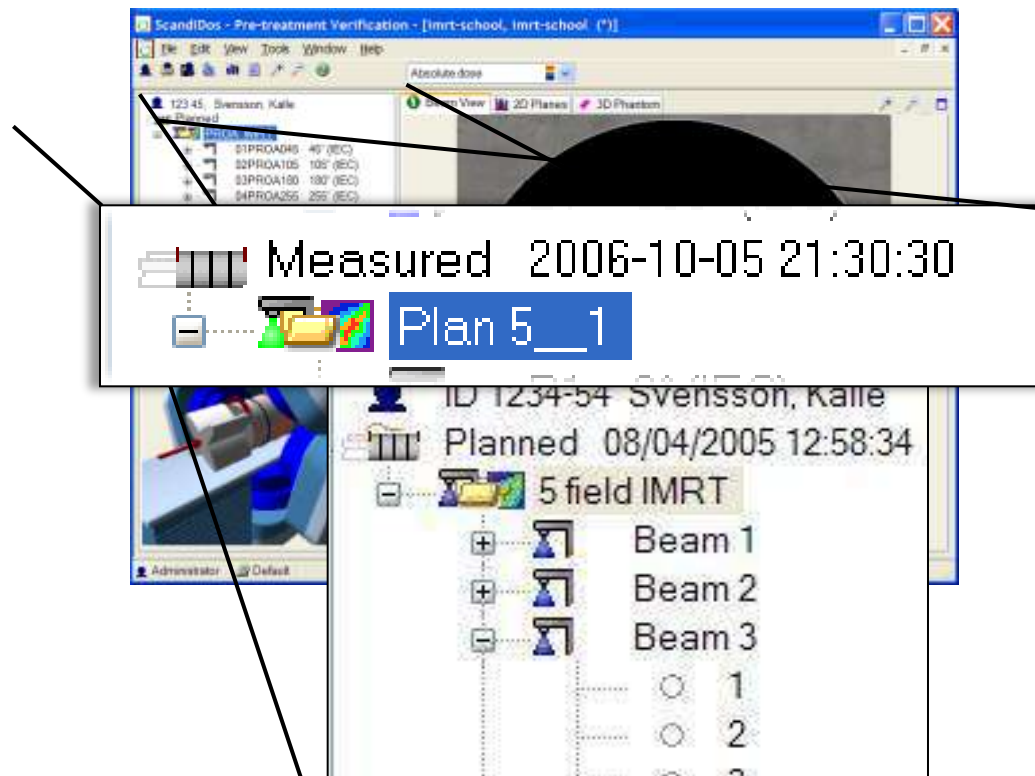 ScandiDos - Pre-treatment Verification - [imrt-school, imrt-school (*)]
File Edit View Tools Window Help
Absolute dose
123 45, Svensson, Kalle
Beam View 2D Planes 3D Phantom
Planned
01PROA045 45° (IEC)
02PROA105 105° (IEC)
03PROA180 180° (IEC)
04PROA255 255° (IEC)
Measured 2006-10-05 21:30:30
Plan 5__1
ID 1234-54 Svensson, Kalle
Planned 08/04/2005 12:58:34
5 field IMRT
Beam 1
Beam 2
Beam 3
1
2
Administrator Default